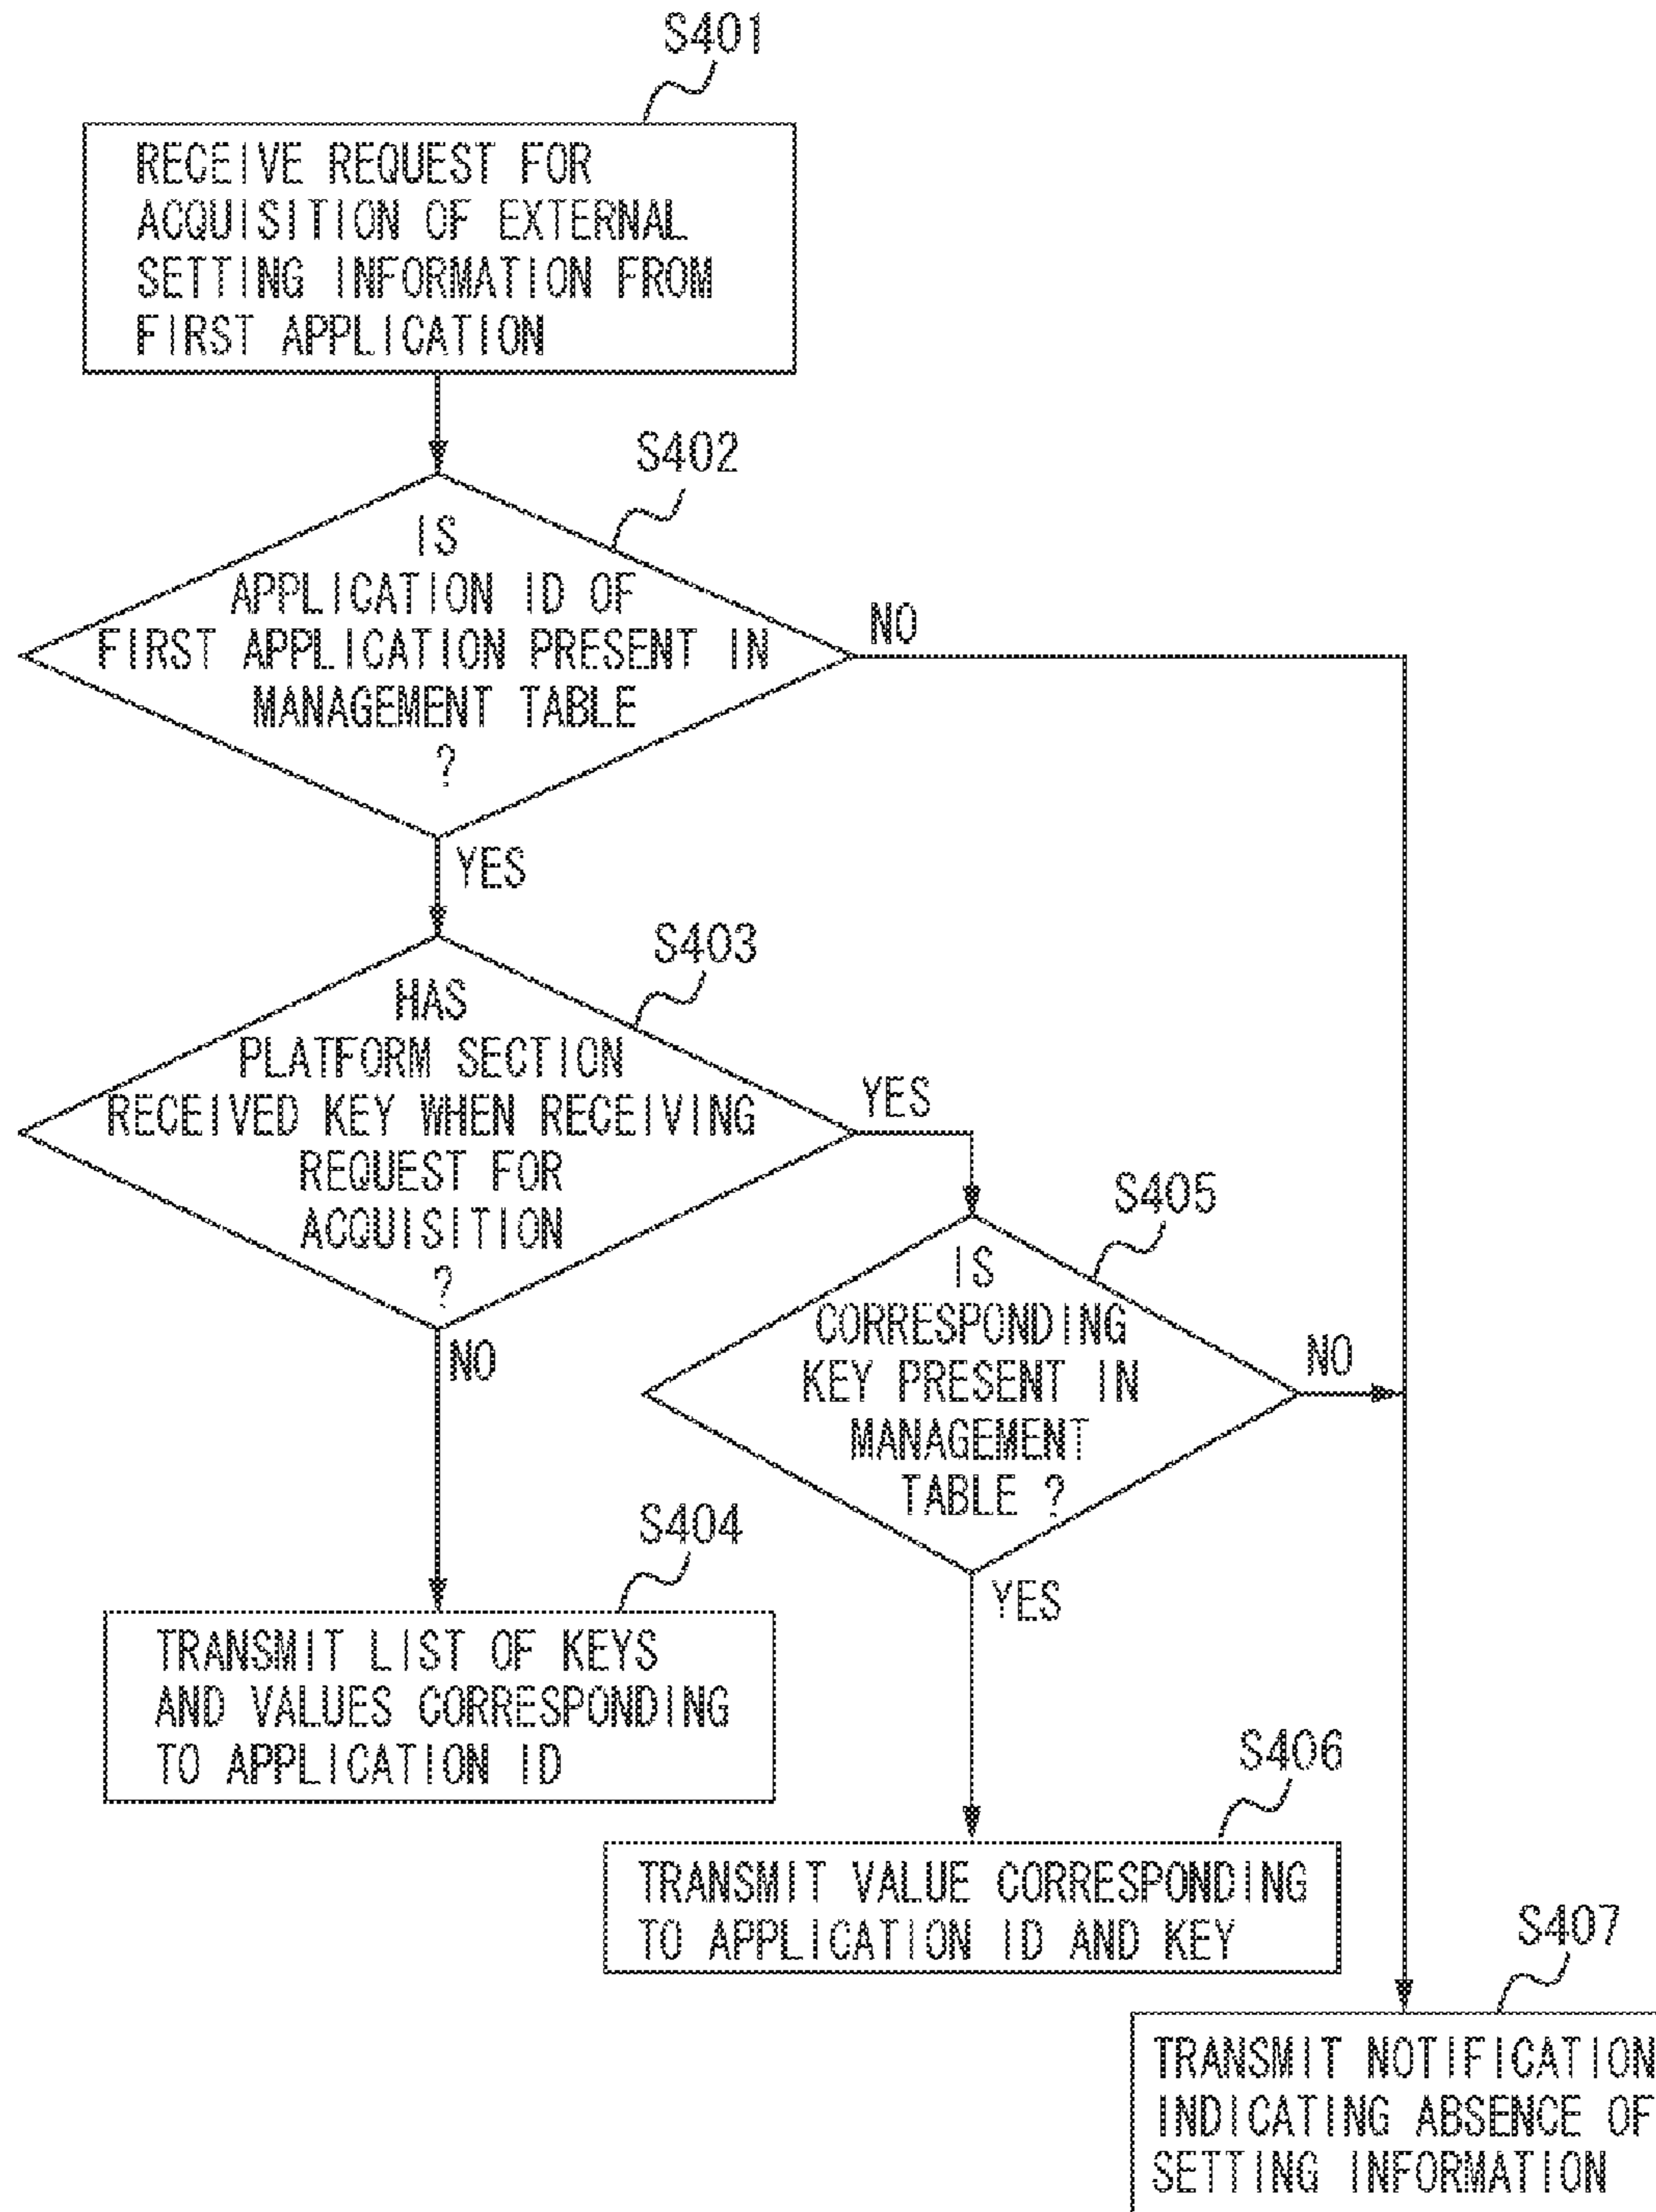 S401
RECEIVE REQUEST FOR
ACQUISITION OF EXTERNAL
SETTING INFORMATION FROM
FIRST APPLICATION
S402
IS
APPLICATION ID OF
FIRST APPLICATION PRESENT IN
MANAGEMENT TABLE
?
NO
YES
S403
HAS
PLATFORM SECTION
RECEIVED KEY WHEN RECEIVING
REQUEST FOR
ACQUISITION
?
YES
NO
S405
IS
CORRESPONDING
KEY PRESENT IN
MANAGEMENT
TABLE ?
NO
YES
S404
TRANSMIT LIST OF KEYS
AND VALUES CORRESPONDING
TO APPLICATION ID
S406
TRANSMIT VALUE CORRESPONDING
TO APPLICATION ID AND KEY
S407
TRANSMIT NOTIFICATION
INDICATING ABSENCE OF
SETTING INFORMATION